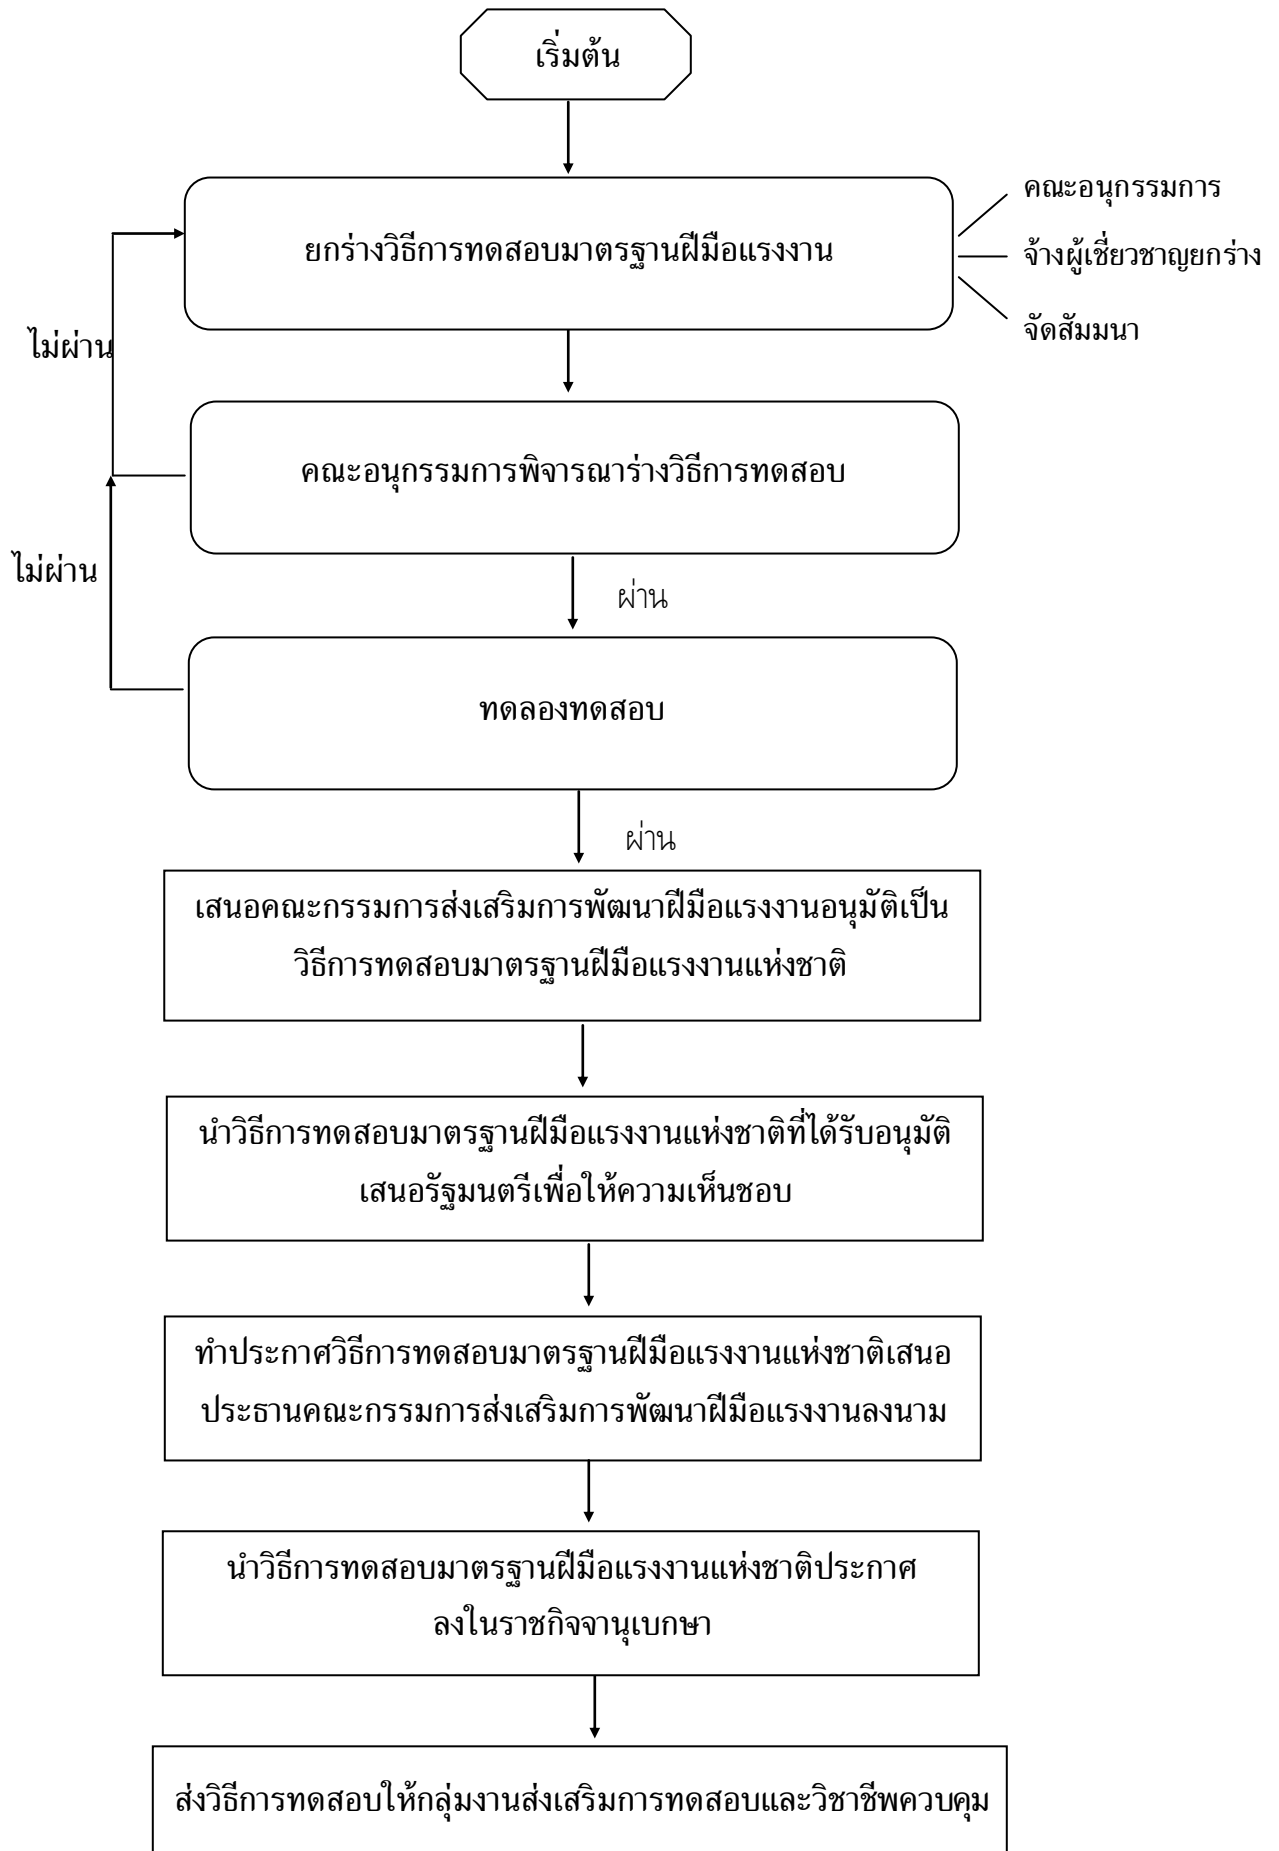 เริ่มต้น
ยกร่างวิธีการทดสอบมาตรฐานฝีมือแรงงาน
คณะอนุกรรมการ
จ้างผู้เชี่ยวชาญยกร่าง
จัดสัมมนา
ไม่ผ่าน
คณะอนุกรรมการพิจารณาร่างวิธีการทดสอบ
ไม่ผ่าน
ผ่าน
ทดลองทดสอบ
ผ่าน
เสนอคณะกรรมการส่งเสริมการพัฒนาฝีมือแรงงานอนุมัติเป็น
วิธีการทดสอบมาตรฐานฝีมือแรงงานแห่งชาติ
นำวิธีการทดสอบมาตรฐานฝีมือแรงงานแห่งชาติที่ได้รับอนุมัติ
เสนอรัฐมนตรีเพื่อให้ความเห็นชอบ
ทำประกาศวิธีการทดสอบมาตรฐานฝีมือแรงงานแห่งชาติเสนอ
ประธานคณะกรรมการส่งเสริมการพัฒนาฝีมือแรงงานลงนาม
นำวิธีการทดสอบมาตรฐานฝีมือแรงงานแห่งชาติประกาศ
ลงในราชกิจจานุเบกษา
ส่งวิธีการทดสอบให้กลุ่มงานส่งเสริมการทดสอบและวิชาชีพควบคุม